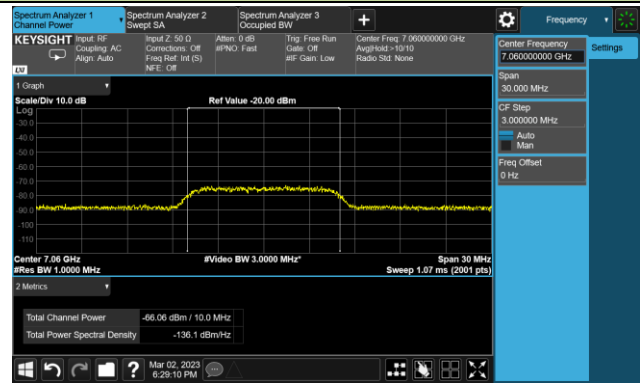 Spectrum Analyzer 1
Channel Power
Spectrum Analyzer 2
Swept SA
Spectrum Analyzer 3
Occupied BW
+
Frequency
KEYSIGHT
Input: RF
Coupling: AC
Align: Auto
Input Z: 50 Ω
Corrections: Off
Freq Ref: Int (S)
NFE: Off
Atten: 0 dB
#PNO: Fast
Trig: Free Run
Gate: Off
#IF Gain: Low
Center Freq: 7.060000000 GHz
Avg|Hold:>10/10
Radio Std: None
LXI
1 Graph
Scale/Div 10.0 dB
Ref Value -20.00 dBm
Log
-30.0
-40.0
-50.0
-60.0
-70.0
-80.0
-90.0
-100
-110
Center 7.06 GHz
#Video BW 3.0000 MHz*
Span 30 MHz
#Res BW 1.0000 MHz
Sweep 1.07 ms (2001 pts)
2 Metrics
Total Channel Power -66.06 dBm / 10.0 MHz
Total Power Spectral Density -136.1 dBm/Hz
Center Frequency
7.060000000 GHz
Settings
Span
30.000 MHz
CF Step
3.000000 MHz
Auto
Man
Freq Offset
0 Hz
?
Mar 02, 2023
6:29:10 PM